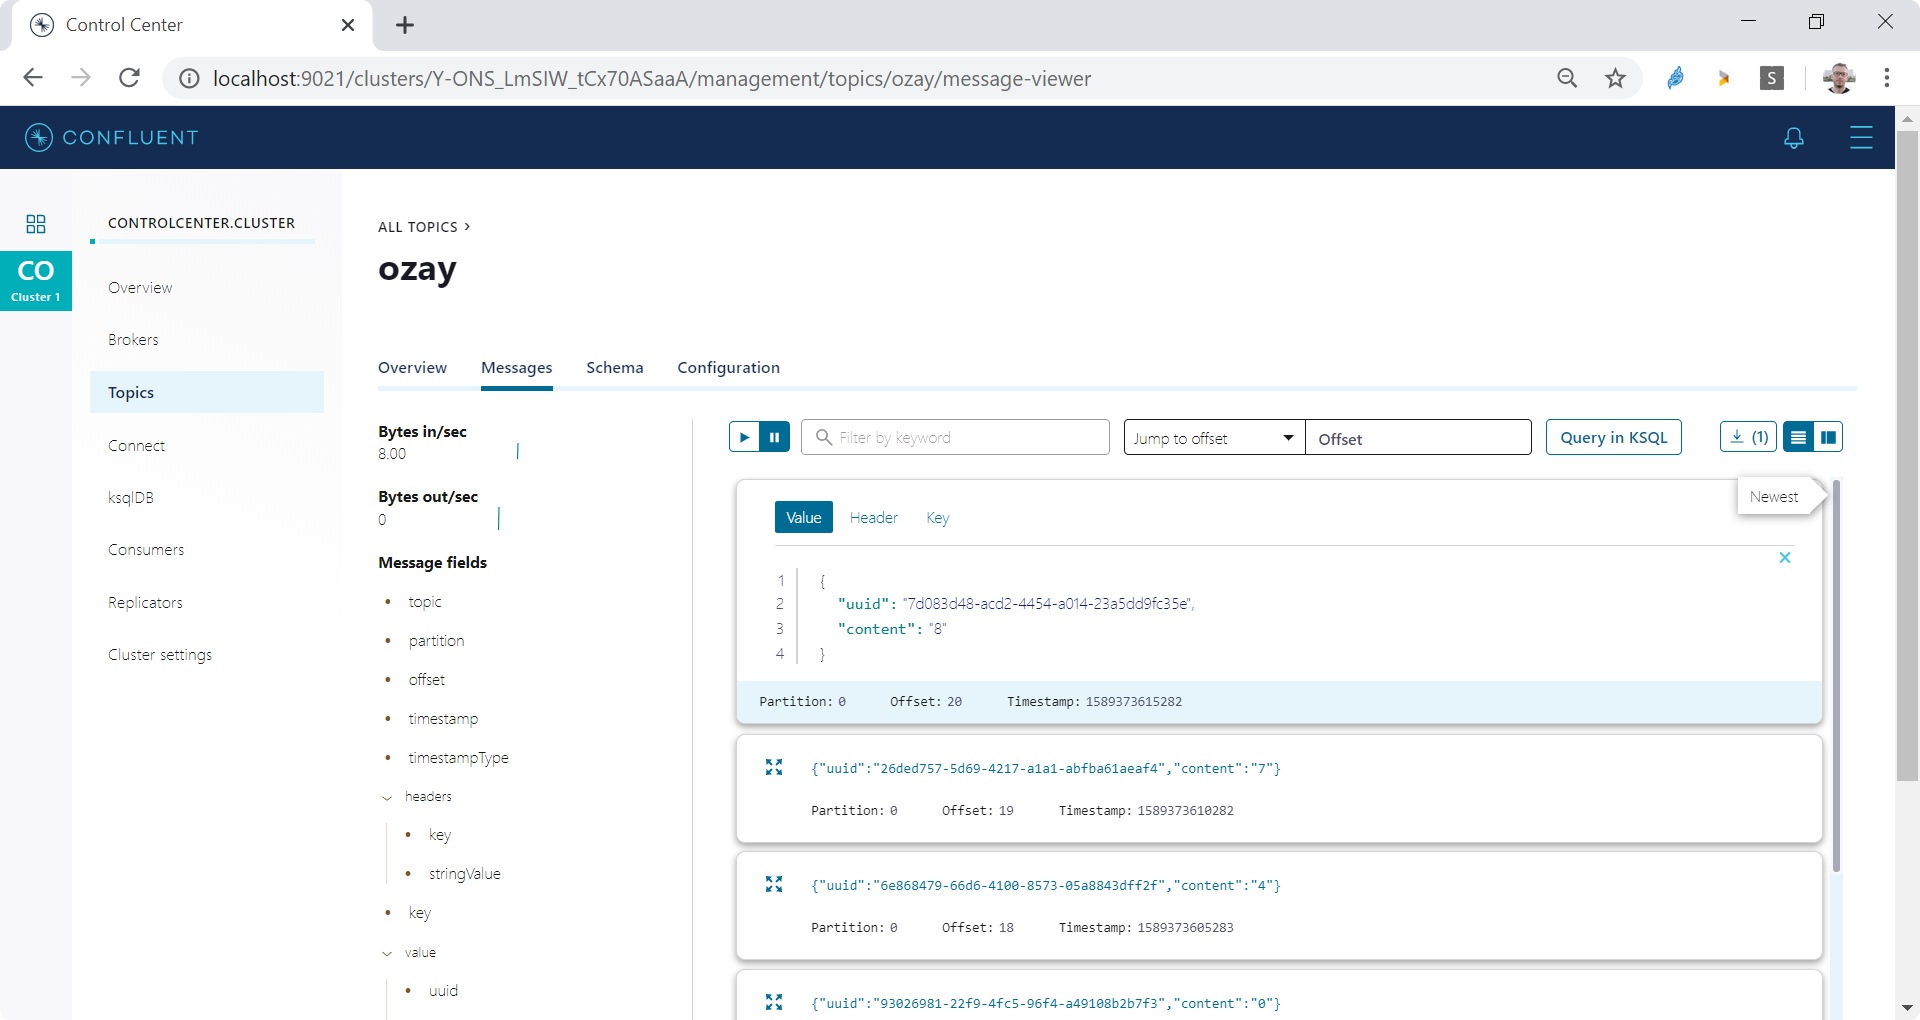 Control Center
localhost:9021/clusters/Y-ONS_LmSIW_tCx70ASaaA/management/topics/ozay/message-viewer
S
CONFLUENT
CO
Cluster 1
CONTROLCENTER.CLUSTER
Overview
Brokers
Topics
Connect
ksqlDB
Consumers
Replicators
Cluster settings
ALL TOPICS >
ozay
Overview Messages Schema Configuration
Bytes in/sec
8.00
Bytes out/sec
0
Message fields
• topic
• partition
• offset
• timestamp
• timestampType
headers
• key
• stringValue
• key
value
• uuid
Filter by keyword
Jump to offset
Offset
Query in KSQL
(1)
Newest
Value Header Key
1 {
2 "uuid": "7d083d48-acd2-4454-a014-23a5dd9fc35e",
3 "content": "8"
4 }
Partition: 0 Offset: 20 Timestamp: 1589373615282
{"uuid":"26ded757-5d69-4217-a1a1-abfba61aeaf4","content":"7"}
Partition: 0 Offset: 19 Timestamp: 1589373610282
{"uuid":"6e868479-66d6-4100-8573-05a8843dff2f","content":"4"}
Partition: 0 Offset: 18 Timestamp: 1589373605283
{"uuid":"93026981-22f9-4fc5-96f4-a49108b2b7f3","content":"0"}